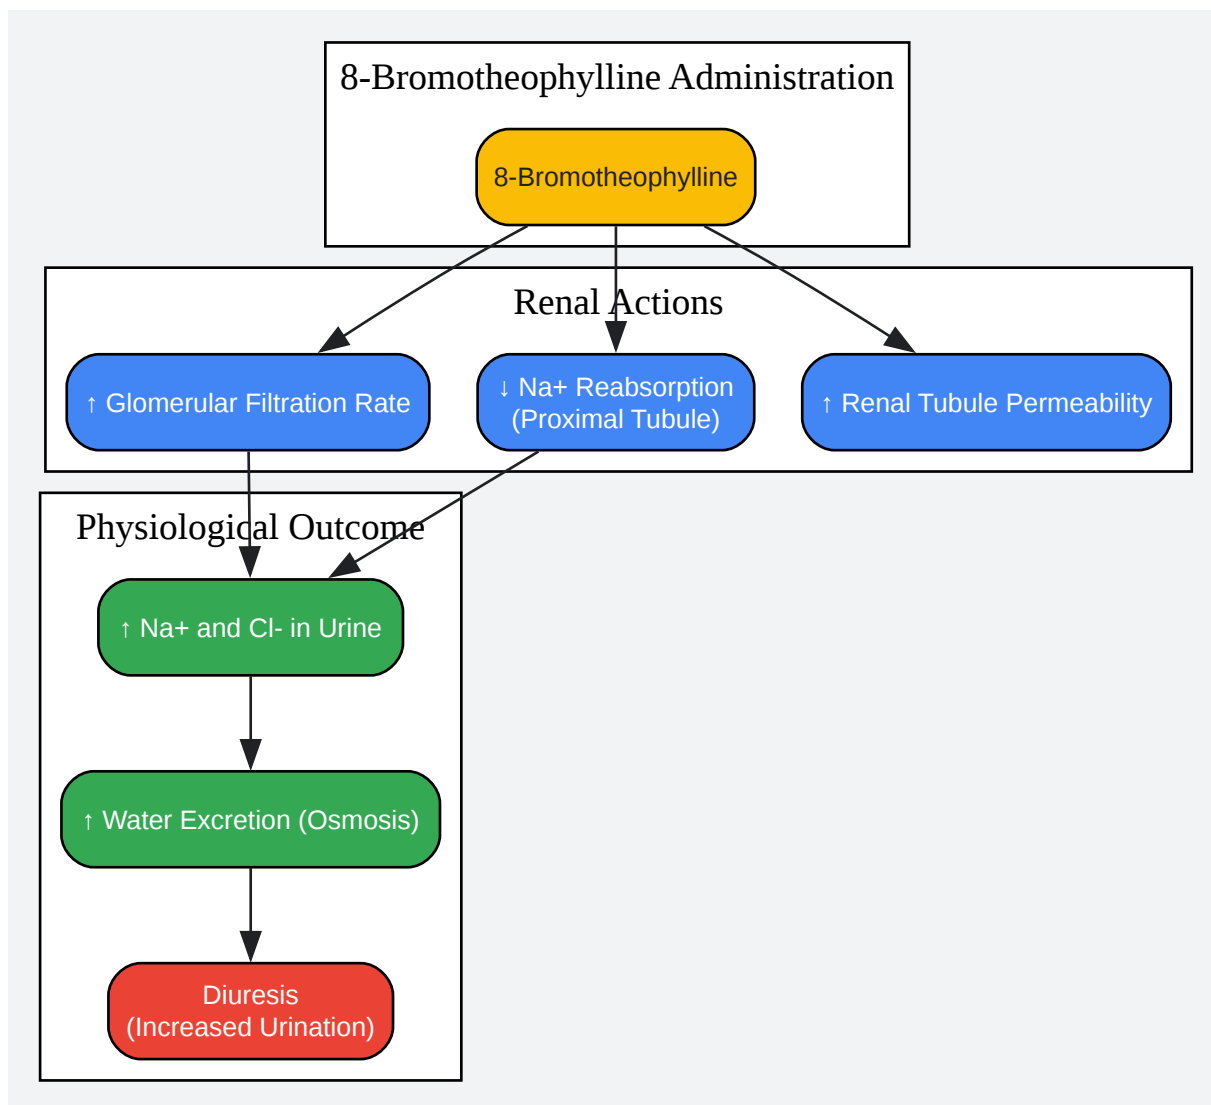 8-Bromotheophylline Administration
8-Bromotheophylline
Renal Actions
↑ Glomerular Filtration Rate
↓ Na+ Reabsorption
(Proximal Tubule)
↑ Renal Tubule Permeability
Physiological Outcome
↑ Na+ and Cl- in Urine
↑ Water Excretion (Osmosis)
Diuresis
(Increased Urination)